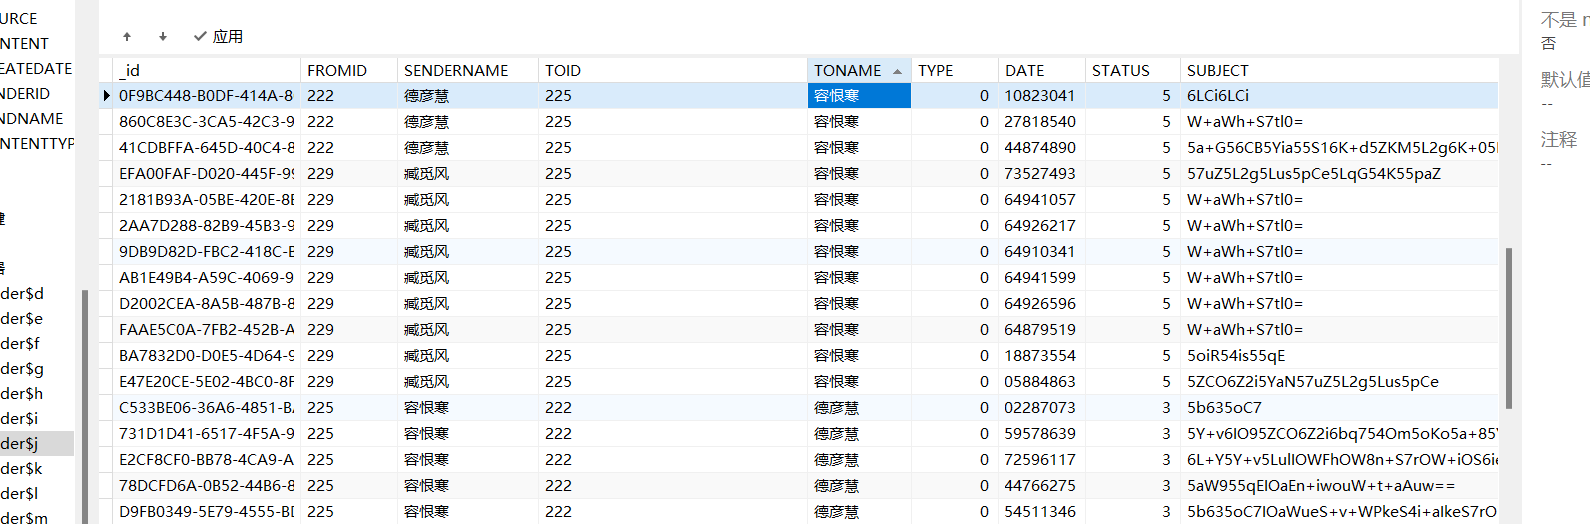 URCE
NTENT
EATEDATE
NDERID
NDNAME
NTENTTYP
der$d
der$e
der$f
der$g
der$h
der$i
der$j
der$k
der$l
der$m
应用
_id FROMID SENDERNAME TOID TONAME TYPE DATE STATUS SUBJECT
0F9BC448-B0DF-414A-8 222 德彦慧 225 容恨寒 0 10823041 5 6LCi6LCi
860C8E3C-3CA5-42C3-9 222 德彦慧 225 容恨寒 0 27818540 5 W+aWh+S7tl0=
41CDBFFA-645D-40C4-8 222 德彦慧 225 容恨寒 0 44874890 5 5a+G56CB5Yia55S16K+d5ZKM5L2g6K+05
EFA00FAF-D020-445F-99 229 臧觅风 225 容恨寒 0 73527493 5 57uZ5L2g5Lus5pCe5LqG54K55paZ
2181B93A-05BE-420E-8 229 臧觅风 225 容恨寒 0 64941057 5 W+aWh+S7tl0=
2AA7D288-82B9-45B3-9 229 臧觅风 225 容恨寒 0 64926217 5 W+aWh+S7tl0=
9DB9D82D-FBC2-418C-E 229 臧觅风 225 容恨寒 0 64910341 5 W+aWh+S7tl0=
AB1E49B4-A59C-4069-9 229 臧觅风 225 容恨寒 0 64941599 5 W+aWh+S7tl0=
D2002CEA-8A5B-487B-8 229 臧觅风 225 容恨寒 0 64926596 5 W+aWh+S7tl0=
FAAE5C0A-7FB2-452B-A 229 臧觅风 225 容恨寒 0 64879519 5 W+aWh+S7tl0=
BA7832D0-D0E5-4D64-9 229 臧觅风 225 容恨寒 0 18873554 5 5oiR54is55qE
E47E20CE-5E02-4BC0-8F 229 臧觅风 225 容恨寒 0 05884863 5 5ZCO6Z2i5YaN57uZ5L2g5Lus5pCe
C533BE06-36A6-4851-B 225 容恨寒 222 德彦慧 0 02287073 3 5b635oC7
731D1D41-6517-4F5A-9 225 容恨寒 222 德彦慧 0 59578639 3 5Y+v6IO95ZCO6Z2i6bq754Om5oKo5a+85
E2CF8CF0-BB78-4CA9-A 225 容恨寒 222 德彦慧 0 72596117 3 6L+Y5Y+v5LulIOWFhOW8n+S7rOW+iOS6ie
78DCFD6A-0B52-44B6-8 225 容恨寒 222 德彦慧 0 44766275 3 5aW955qEIOaEn+iwouW+t+aAuw==
D9FB0349-5E79-4555-B 225 容恨寒 222 德彦慧 0 54511346 3 5b635oC7IOaWueS+v+WPkeS4i+aIkeS7rO
不是 n
否
默认值
--
注释
--